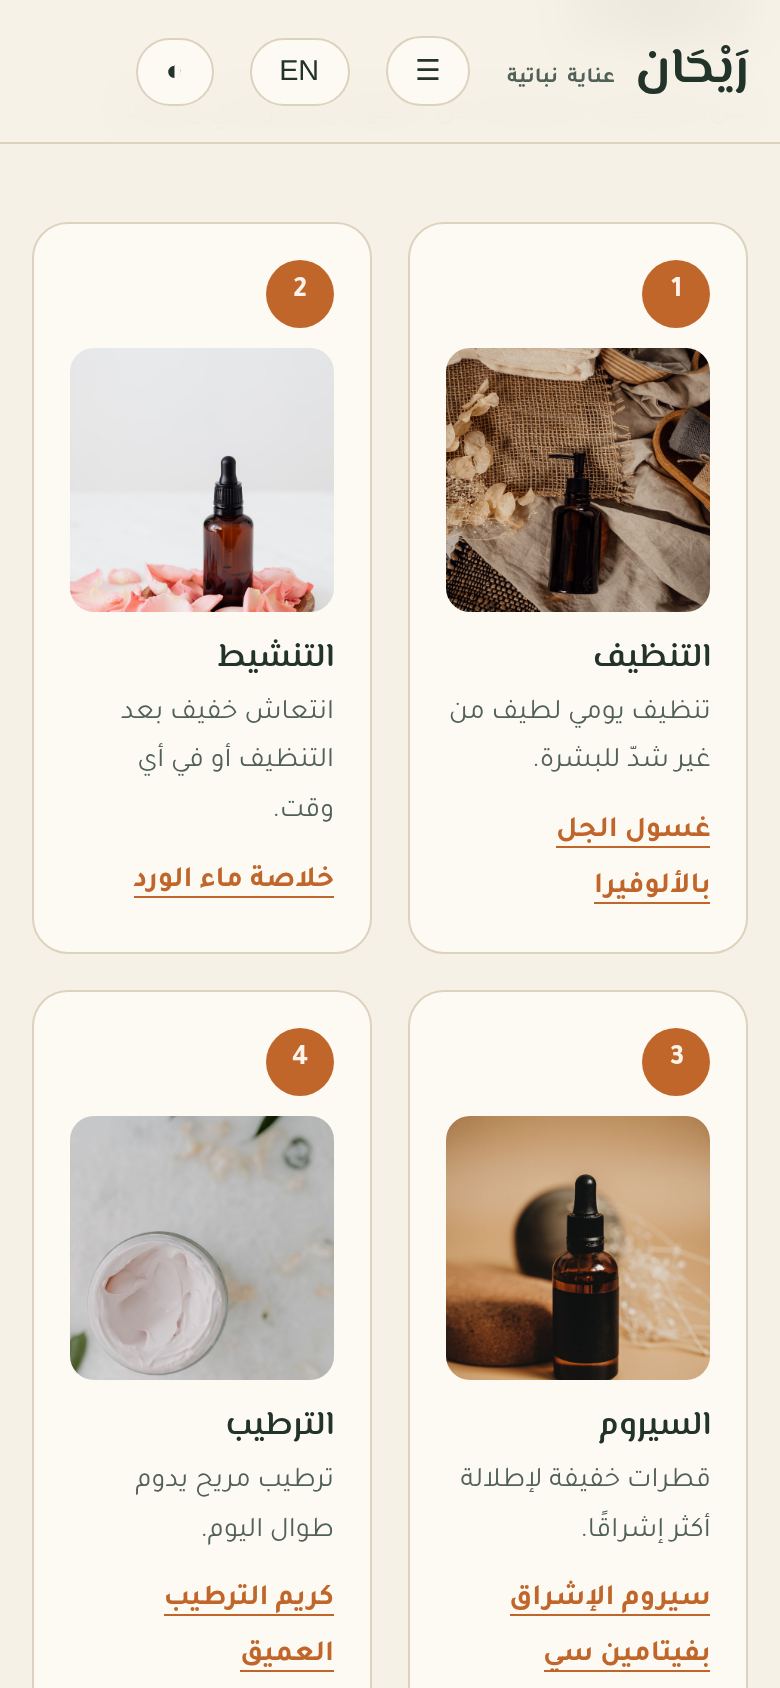 رَيْحَان عناية نباتية ☰ EN
1
التنظيف
تنظيف يومي لطيف من
غير شدّ للبشرة.
غسول الجل
بالألوفيرا
2
التنشيط
انتعاش خفيف بعد
التنظيف أو في أي
وقت.
خلاصة ماء الورد
3
السيروم
قطرات خفيفة لإطلالة
أكثر إشراقًا.
سيروم الإشراق
بفيتامين سي
4
الترطيب
ترطيب مريح يدوم
طوال اليوم.
كريم الترطيب
العميق